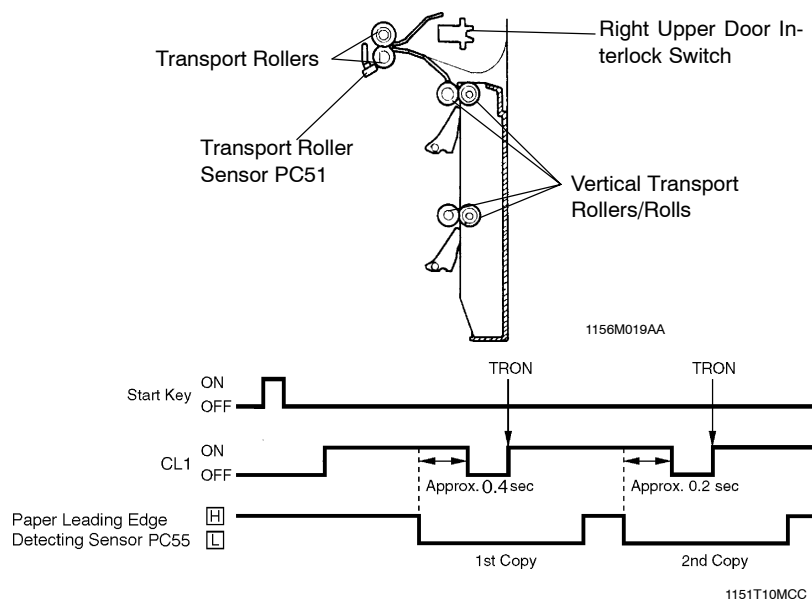 Right Upper Door In-
terlock Switch
Transport Rollers
Transport Roller
Sensor PC51
Vertical Transport
Rollers/Rolls
1156M019AA
TRON
TRON
Start Key
ON
OFF
CL1
ON
OFF
Approx. 0.4 sec
Approx. 0.2 sec
Paper Leading Edge
Detecting Sensor PC55
H
L
1st Copy
2nd Copy
1151T10MCC